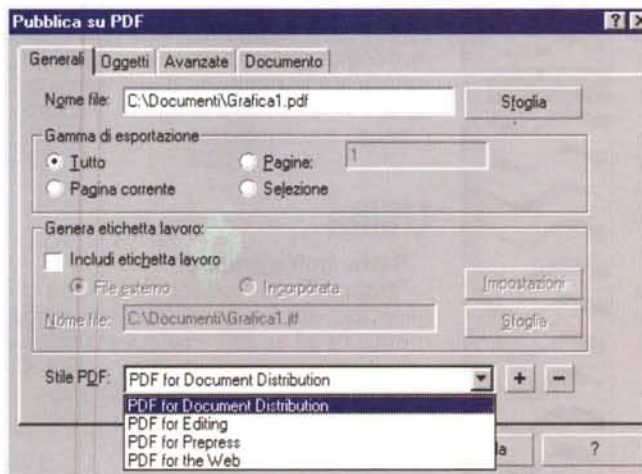 Pubblica su PDF
Generali Oggetti Avanzate Documento
Nome file: C:\Documenti\Grafica1.pdf Sfoglia
Gamma di esportazione
Tutto Pagine: 1
Pagina corrente Selezione
Genera etichetta lavoro:
Includi etichetta lavoro
File esterno Incorporata Impostazioni
Nome file: C:\Documenti\Grafica1.jtf Sfoglia
Stile PDF: PDF for Document Distribution + −
PDF for Document Distribution
PDF for Editing
PDF for Prepress
PDF for the Web
?